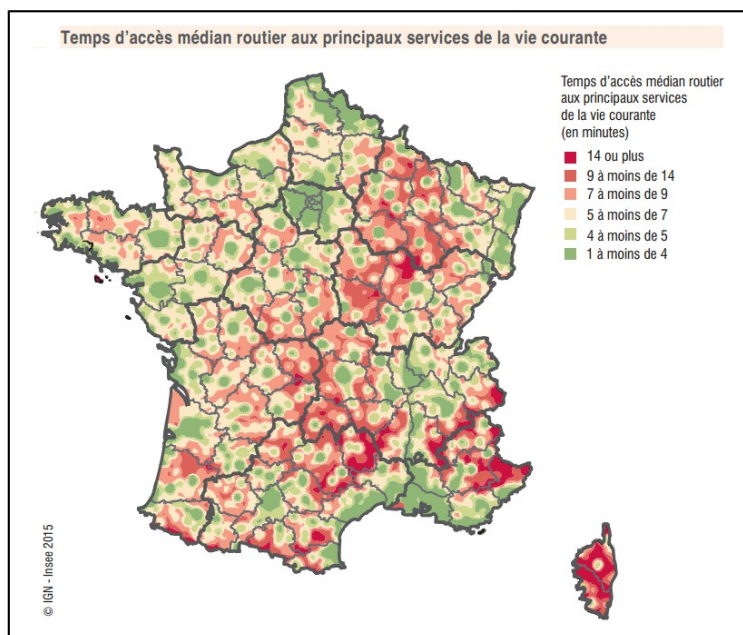 Temps d'accès médian routier aux principaux services de la vie courante
Temps d'accès médian routier
aux principaux services
de la vie courante
(en minutes)
14 ou plus
9 à moins de 14
7 à moins de 9
5 à moins de 7
4 à moins de 5
1 à moins de 4
© IGN - Insee 2015